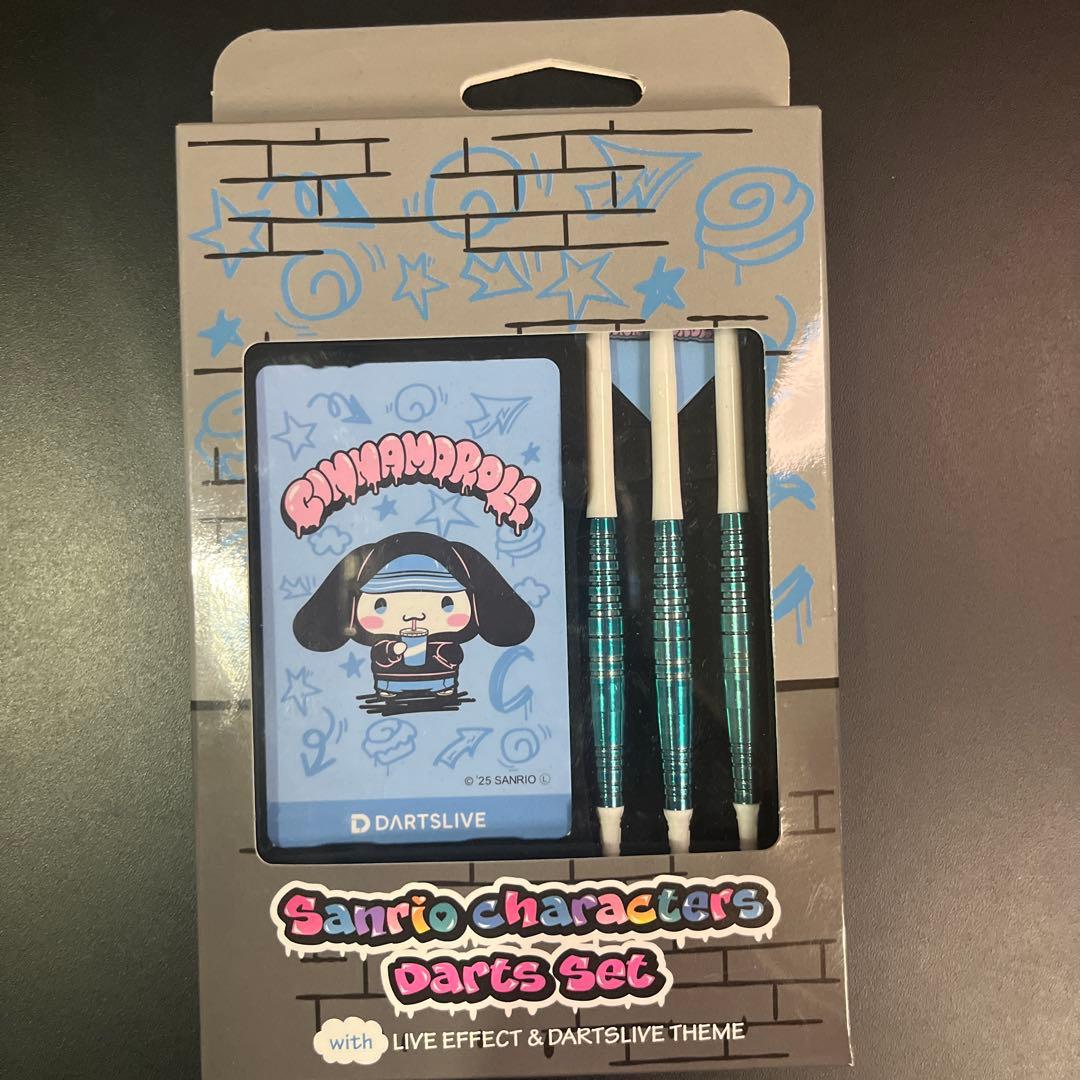 CINNAMOROLL
© '25 SANRIO Ⓛ
DARTSLIVE
Sanrio characters
Darts Set
with LIVE EFFECT & DARTSLIVE THEME